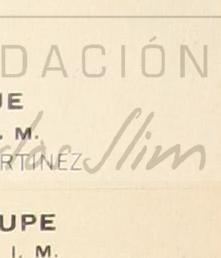 DACIÓN
UE
. M.
Slim
RTINEZ
UPE
I. M.